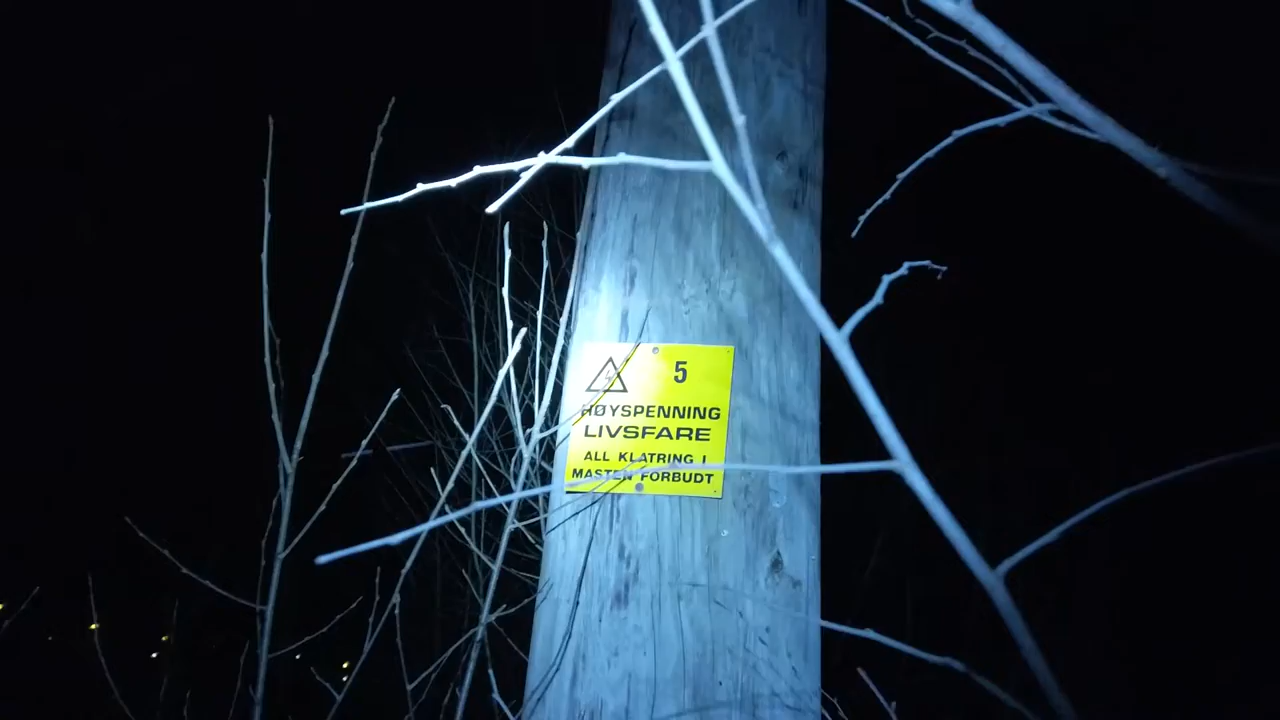 5
HØYSPENNING
LIVSFARE
ALL KLATRING I
MASTEN FORBUDT